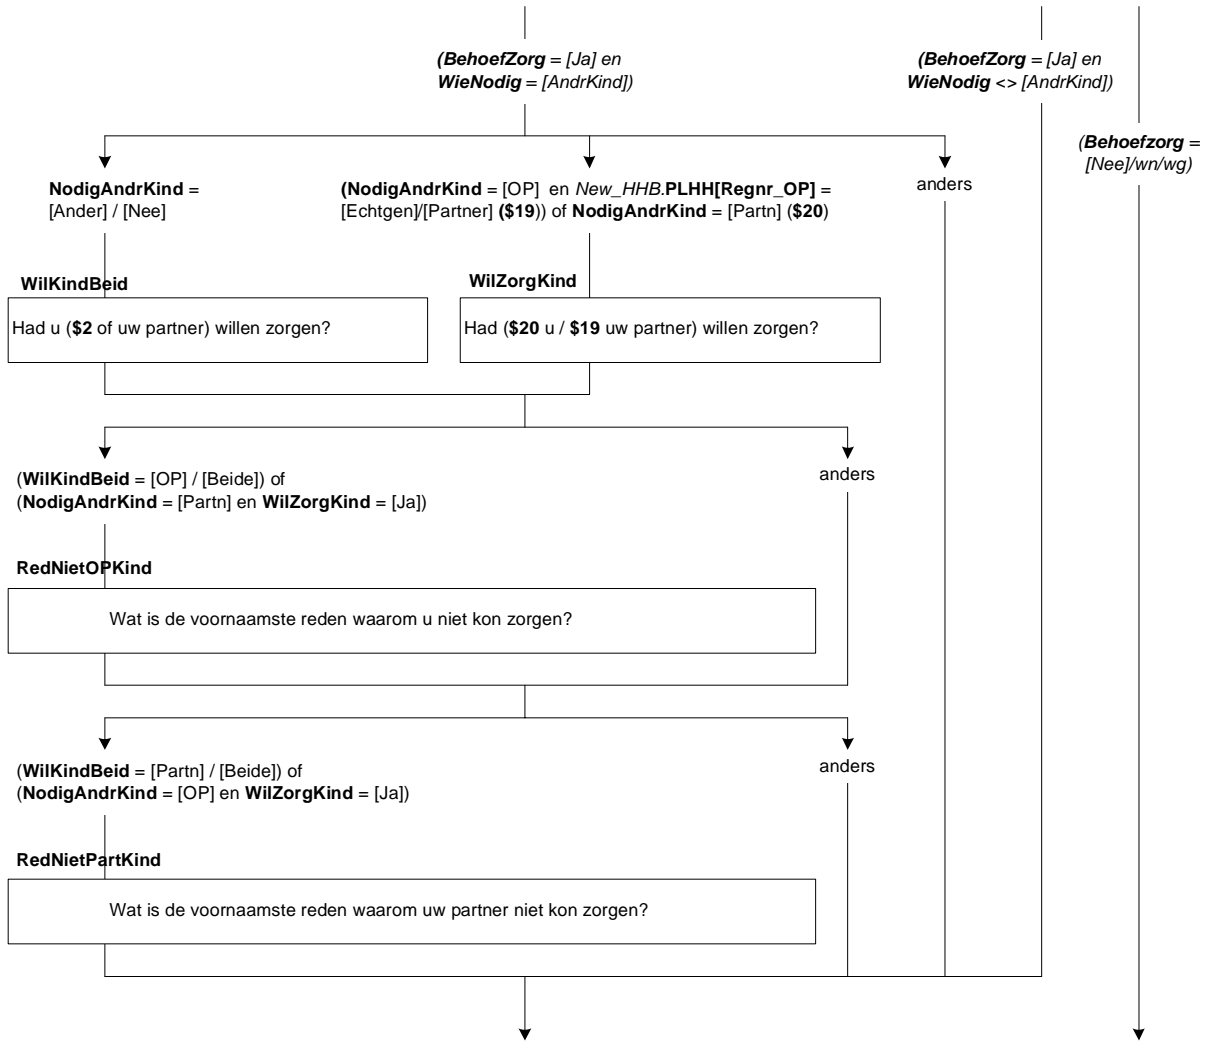 (BehoefZorg = [Ja] en
WieNodig = [AndrKind])
(BehoefZorg = [Ja] en
WieNodig <> [AndrKind])
(Behoefzorg =
[Nee]/wn/wg)
NodigAndrKind =
[Ander] / [Nee]
(NodigAndrKind = [OP] en New_HHB.PLHH[Regnr_OP] =
[Echtgen]/[Partner] ($19)) of NodigAndrKind = [Partn] ($20)
anders
WilKindBeid
Had u ($2 of uw partner) willen zorgen?
WilZorgKind
Had ($20 u / $19 uw partner) willen zorgen?
(WilKindBeid = [OP] / [Beide]) of
(NodigAndrKind = [Partn] en WilZorgKind = [Ja])
anders
RedNietOPKind
Wat is de voornaamste reden waarom u niet kon zorgen?
(WilKindBeid = [Partn] / [Beide]) of
(NodigAndrKind = [OP] en WilZorgKind = [Ja])
anders
RedNietPartKind
Wat is de voornaamste reden waarom uw partner niet kon zorgen?